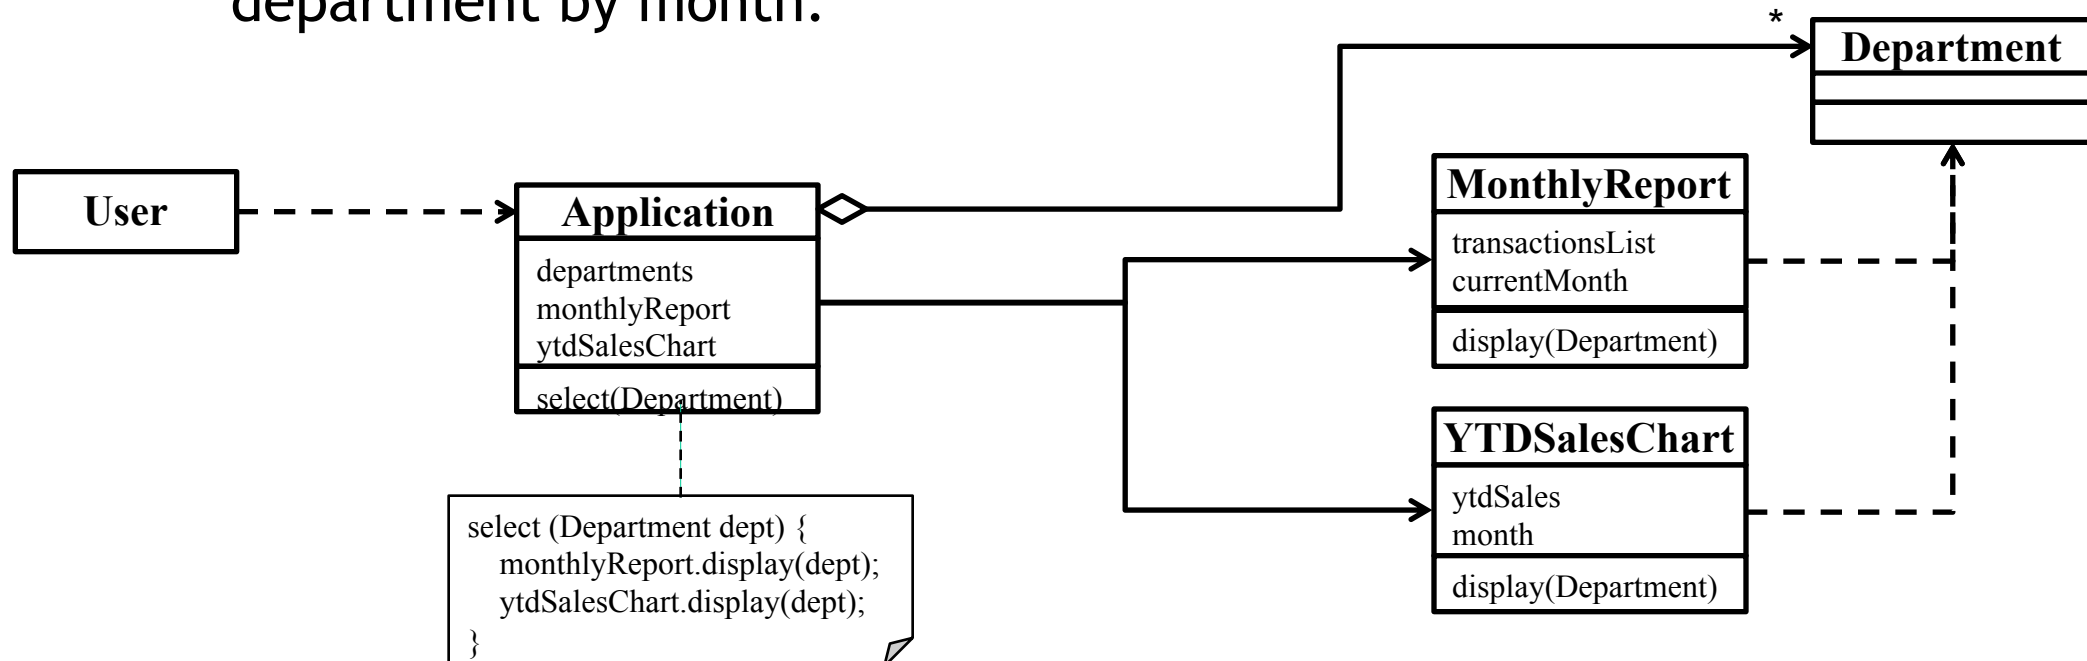 department by month.
*
Department
User
Application
departments
monthlyReport
ytdSalesChart
select(Department)
MonthlyReport
transactionsList
currentMonth
display(Department)
YTDSalesChart
ytdSales
month
display(Department)
select (Department dept) {
monthlyReport.display(dept);
ytdSalesChart.display(dept);
}